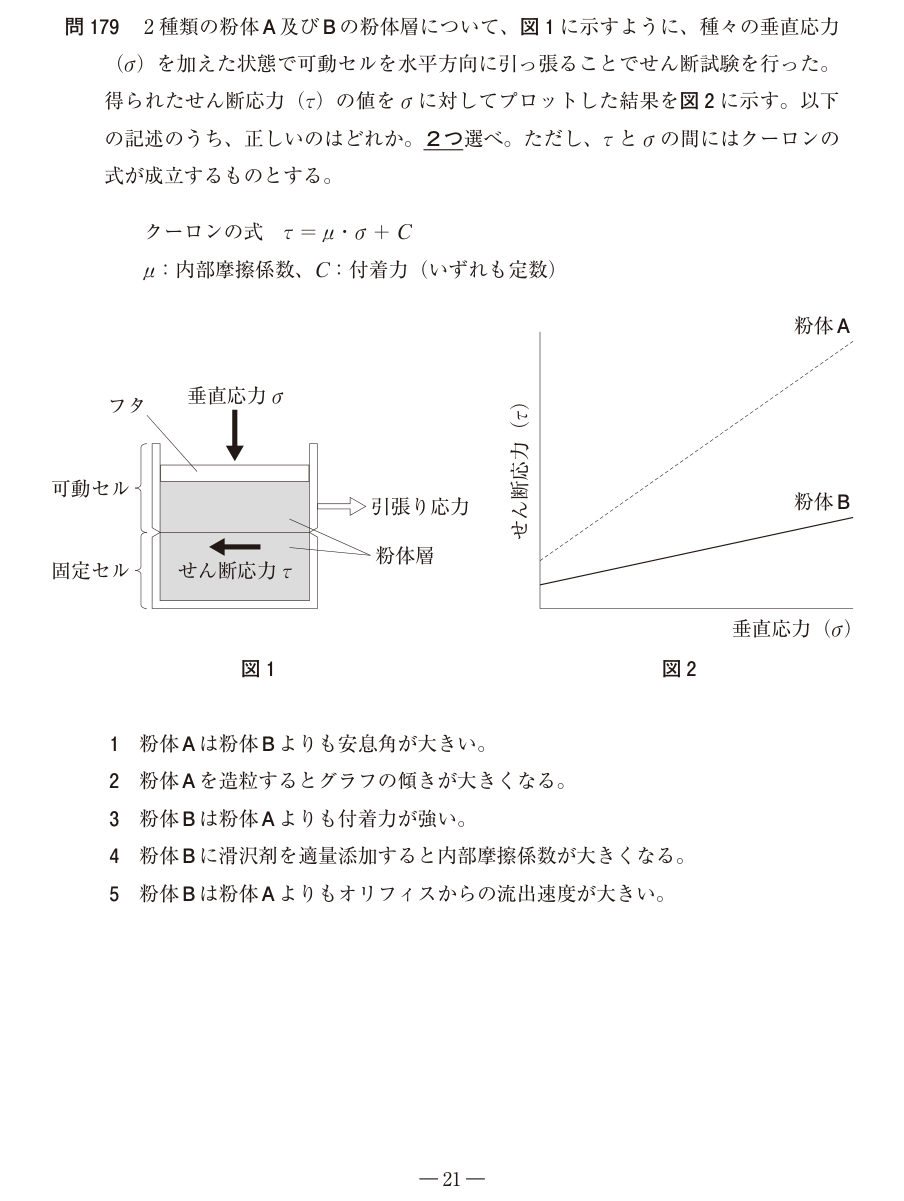 問 179　2種類の粉体A及びBの粉体層について、図1に示すように、種々の垂直応力
（σ）を加えた状態で可動セルを水平方向に引っ張ることでせん断試験を行った。
得られたせん断応力（τ）の値をσに対してプロットした結果を図2に示す。以下
の記述のうち、正しいのはどれか。2つ選べ。ただし、τとσの間にはクーロンの
式が成立するものとする。
クーロンの式　τ = μ・σ + C
μ：内部摩擦係数、C：付着力（いずれも定数）
垂直応力 σ
フタ
可動セル
引張り応力
粉体層
固定セル
せん断応力 τ
図1
粉体A
せん断応力（τ）
粉体B
垂直応力（σ）
図2
1　粉体Aは粉体Bよりも安息角が大きい。
2　粉体Aを造粒するとグラフの傾きが大きくなる。
3　粉体Bは粉体Aよりも付着力が強い。
4　粉体Bに滑沢剤を適量添加すると内部摩擦係数が大きくなる。
5　粉体Bは粉体Aよりもオリフィスからの流出速度が大きい。
― 21 ―